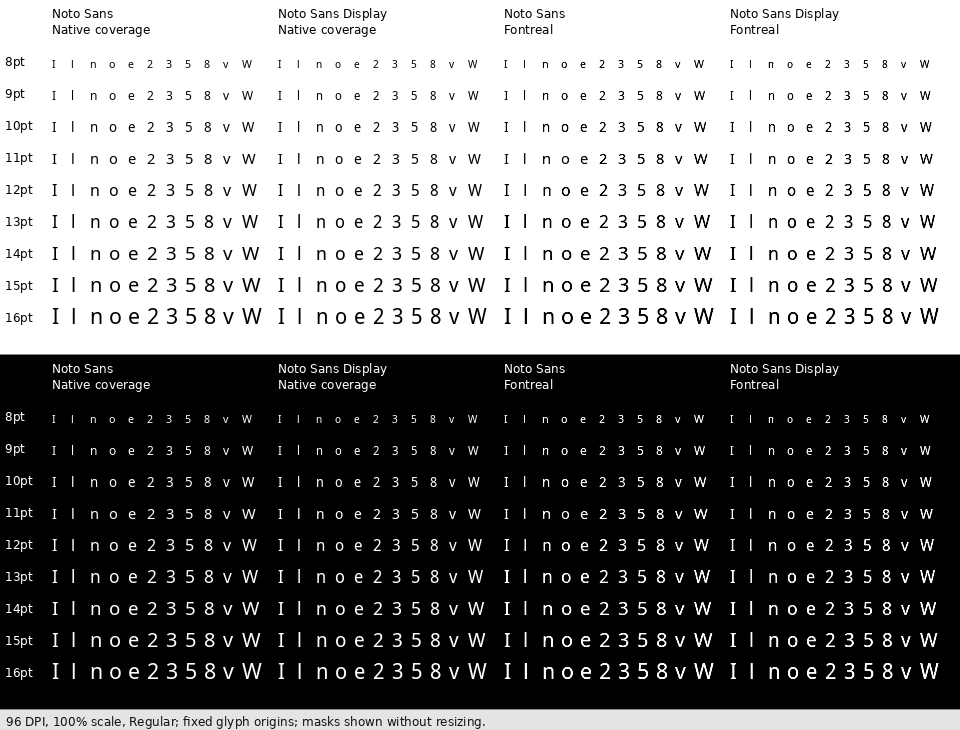 Noto Sans Noto Sans Display Noto Sans Noto Sans Display
Native coverage Native coverage Fontreal Fontreal
8pt I l n o e 2 3 5 8 v W I l n o e 2 3 5 8 v W I l n o e 2 3 5 8 v W I l n o e 2 3 5 8 v W
9pt I l n o e 2 3 5 8 v W I l n o e 2 3 5 8 v W I l n o e 2 3 5 8 v W I l n o e 2 3 5 8 v W
10pt I l n o e 2 3 5 8 v W I l n o e 2 3 5 8 v W I l n o e 2 3 5 8 v W I l n o e 2 3 5 8 v W
11pt I l n o e 2 3 5 8 v W I l n o e 2 3 5 8 v W I l n o e 2 3 5 8 v W I l n o e 2 3 5 8 v W
12pt I l n o e 2 3 5 8 v W I l n o e 2 3 5 8 v W I l n o e 2 3 5 8 v W I l n o e 2 3 5 8 v W
13pt I l n o e 2 3 5 8 v W I l n o e 2 3 5 8 v W I l n o e 2 3 5 8 v W I l n o e 2 3 5 8 v W
14pt I l n o e 2 3 5 8 v W I l n o e 2 3 5 8 v W I l n o e 2 3 5 8 v W I l n o e 2 3 5 8 v W
15pt I l n o e 2 3 5 8 v W I l n o e 2 3 5 8 v W I l n o e 2 3 5 8 v W I l n o e 2 3 5 8 v W
16pt I l n o e 2 3 5 8 v W I l n o e 2 3 5 8 v W I l n o e 2 3 5 8 v W I l n o e 2 3 5 8 v W
Noto Sans Noto Sans Display Noto Sans Noto Sans Display
Native coverage Native coverage Fontreal Fontreal
8pt I l n o e 2 3 5 8 v W I l n o e 2 3 5 8 v W I l n o e 2 3 5 8 v W I l n o e 2 3 5 8 v W
9pt I l n o e 2 3 5 8 v W I l n o e 2 3 5 8 v W I l n o e 2 3 5 8 v W I l n o e 2 3 5 8 v W
10pt I l n o e 2 3 5 8 v W I l n o e 2 3 5 8 v W I l n o e 2 3 5 8 v W I l n o e 2 3 5 8 v W
11pt I l n o e 2 3 5 8 v W I l n o e 2 3 5 8 v W I l n o e 2 3 5 8 v W I l n o e 2 3 5 8 v W
12pt I l n o e 2 3 5 8 v W I l n o e 2 3 5 8 v W I l n o e 2 3 5 8 v W I l n o e 2 3 5 8 v W
13pt I l n o e 2 3 5 8 v W I l n o e 2 3 5 8 v W I l n o e 2 3 5 8 v W I l n o e 2 3 5 8 v W
14pt I l n o e 2 3 5 8 v W I l n o e 2 3 5 8 v W I l n o e 2 3 5 8 v W I l n o e 2 3 5 8 v W
15pt I l n o e 2 3 5 8 v W I l n o e 2 3 5 8 v W I l n o e 2 3 5 8 v W I l n o e 2 3 5 8 v W
16pt I l n o e 2 3 5 8 v W I l n o e 2 3 5 8 v W I l n o e 2 3 5 8 v W I l n o e 2 3 5 8 v W
96 DPI, 100% scale, Regular; fixed glyph origins; masks shown without resizing.